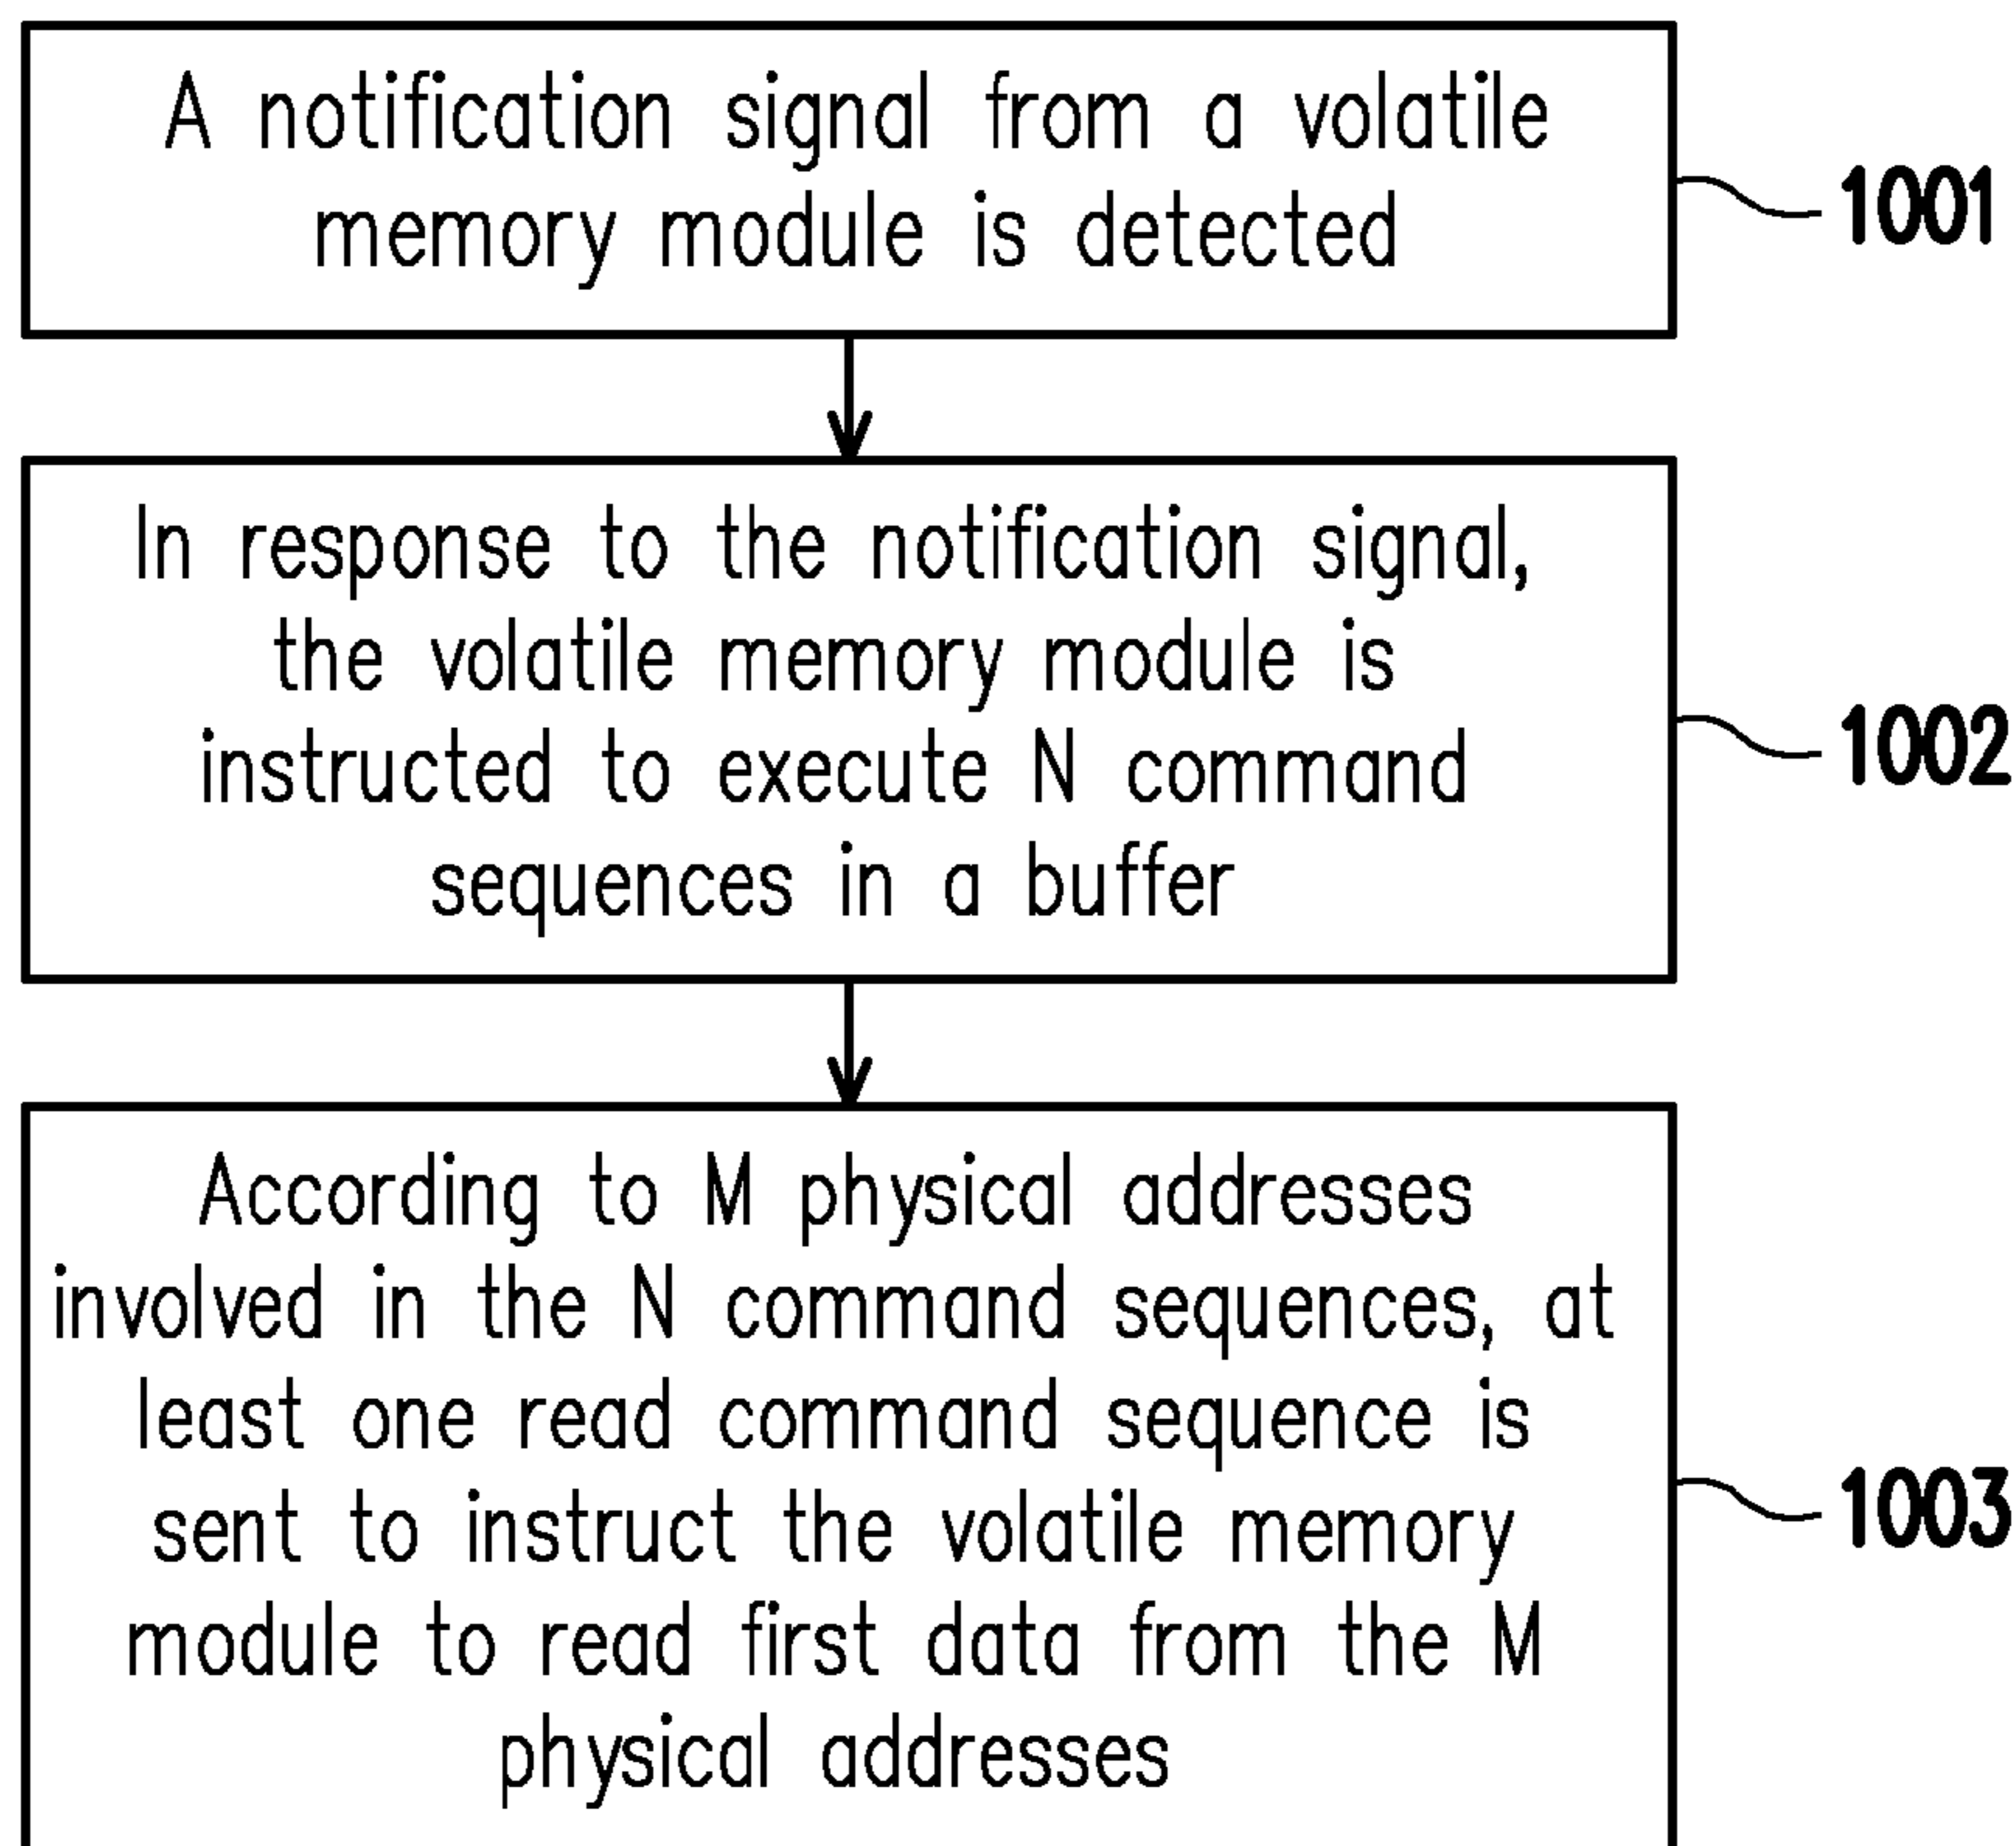 A notification signal from a volatile
memory module is detected
1001
In response to the notification signal,
the volatile memory module is
instructed to execute N command
sequences in a buffer
1002
According to M physical addresses
involved in the N command sequences, at
least one read command sequence is
sent to instruct the volatile memory
module to read first data from the M
physical addresses
1003